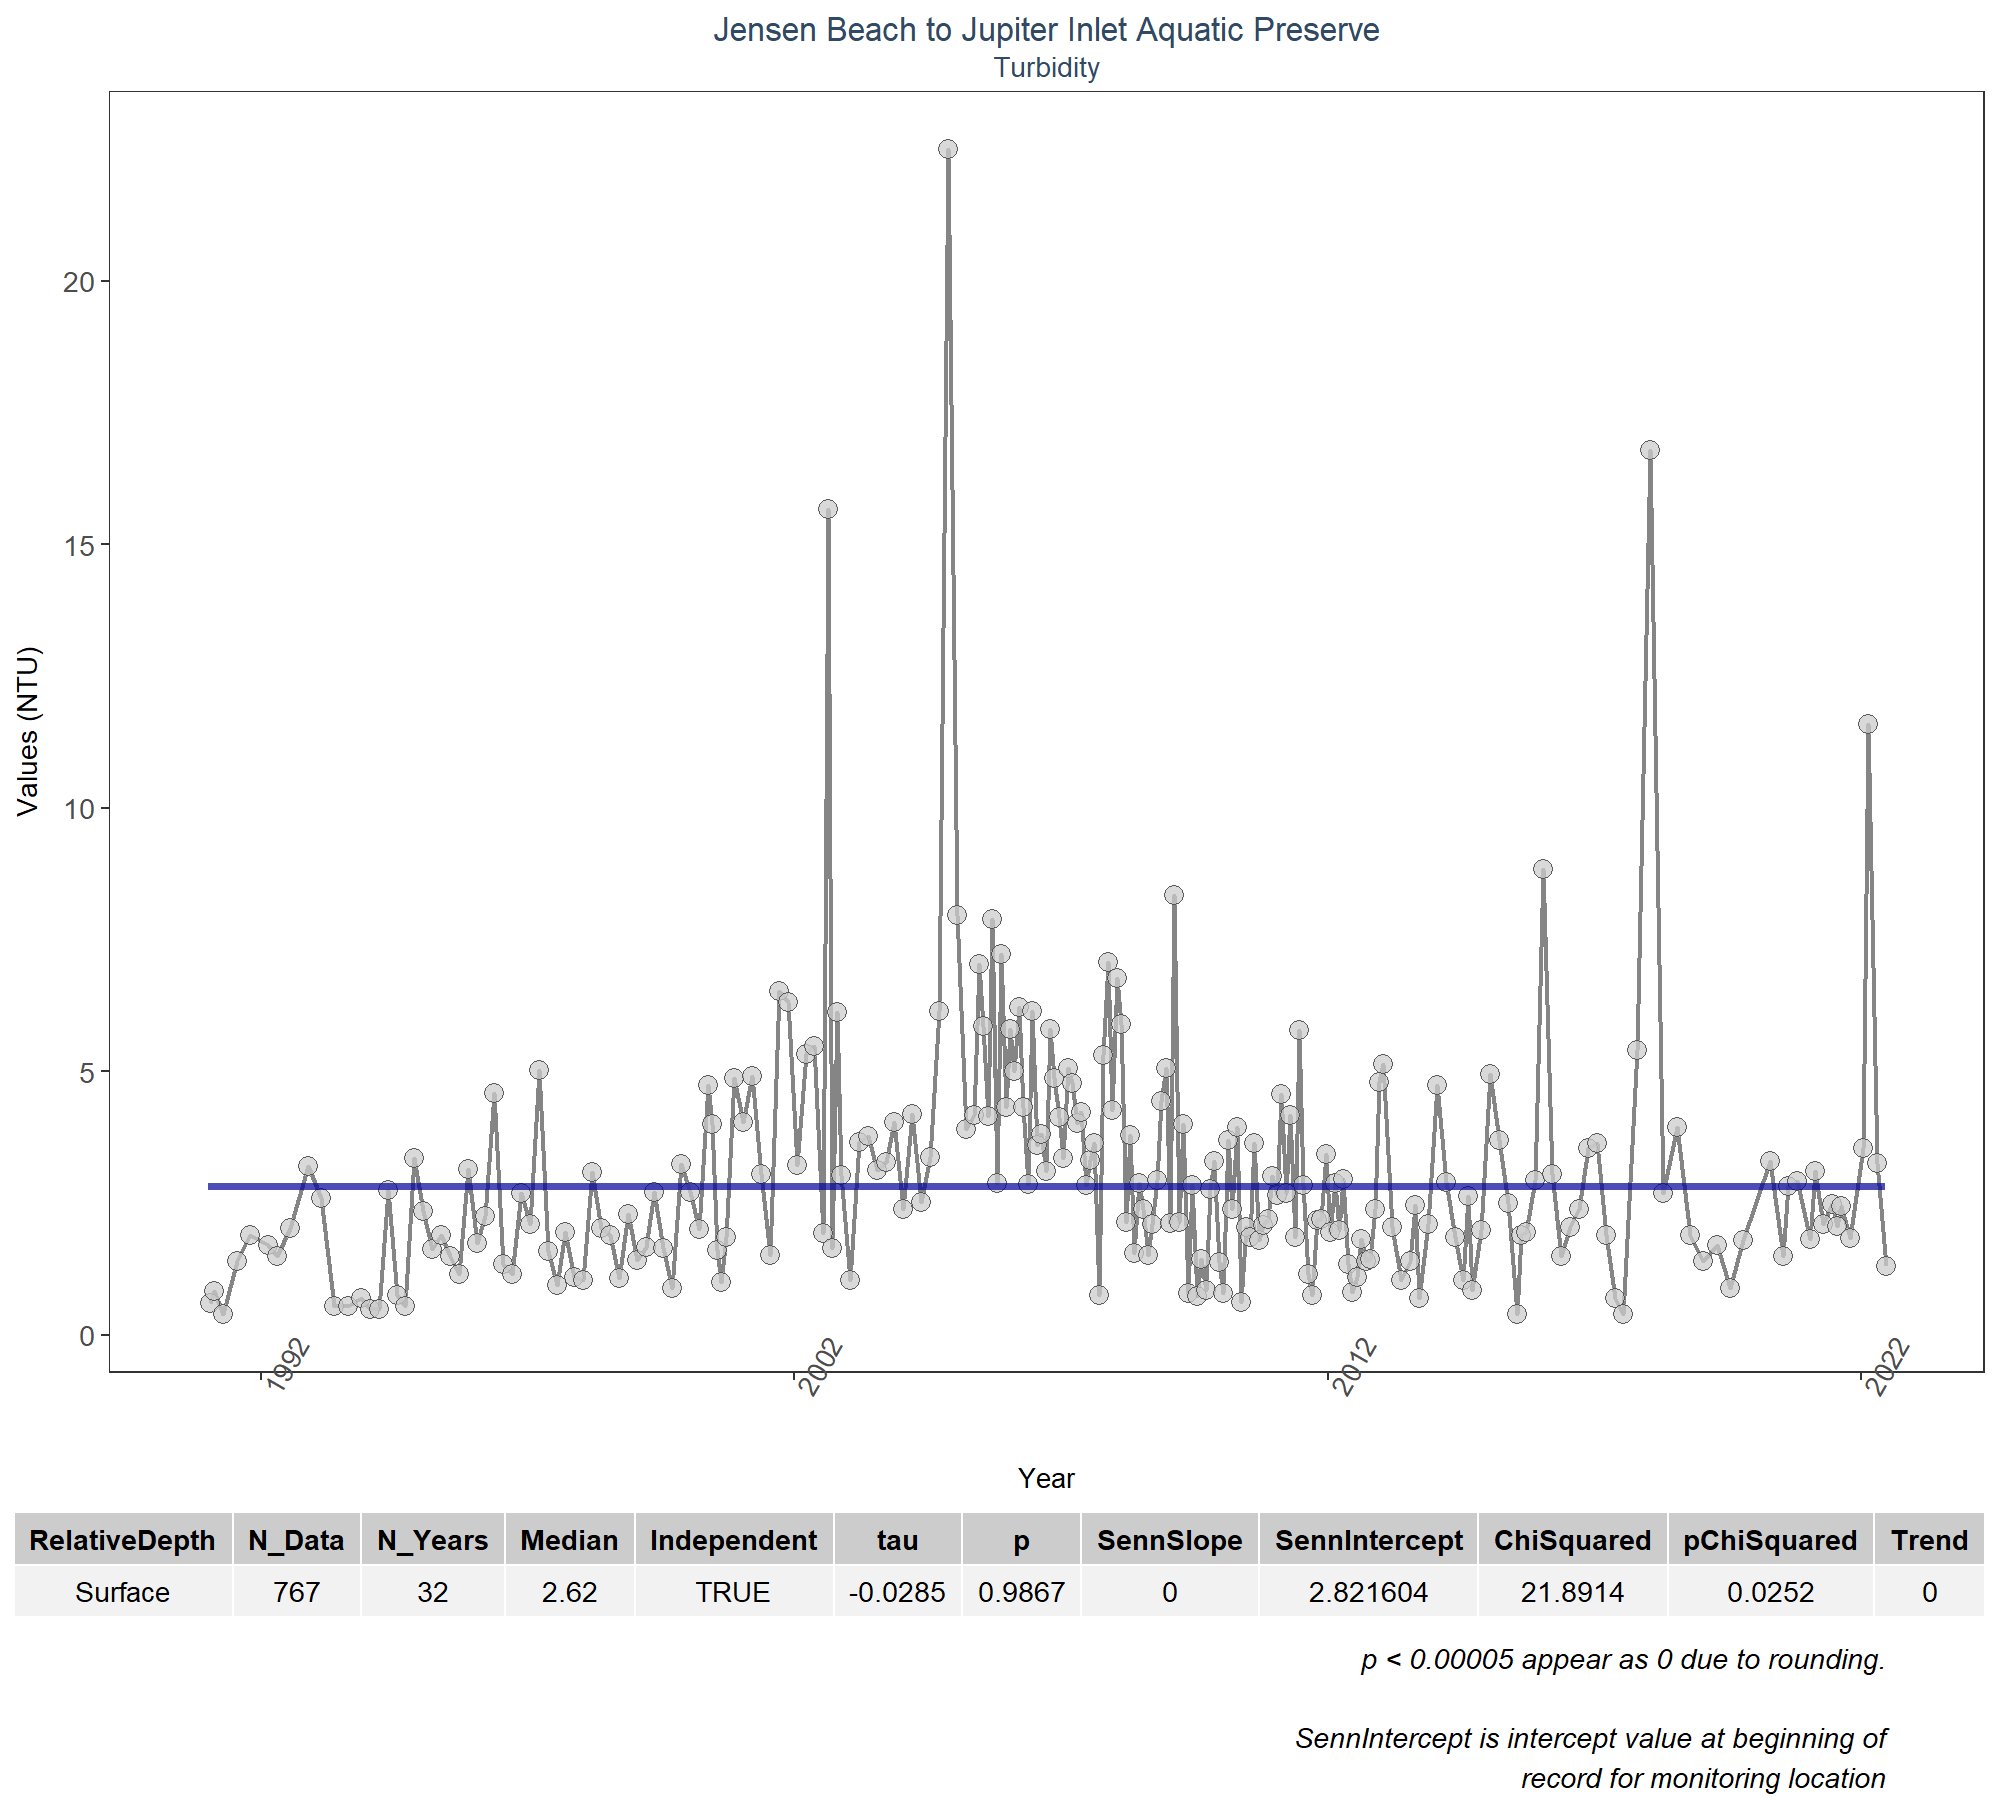 Jensen Beach to Jupiter Inlet Aquatic Preserve
Turbidity
Values (NTU)
20
15
10
5
0
1992
2002
2012
2022
Year
RelativeDepth N_Data N_Years Median Independent tau p SennSlope SennIntercept ChiSquared pChiSquared Trend
Surface 767 32 2.62 TRUE -0.0285 0.9867 0 2.821604 21.8914 0.0252 0
p < 0.00005 appear as 0 due to rounding.
SennIntercept is intercept value at beginning of
record for monitoring location